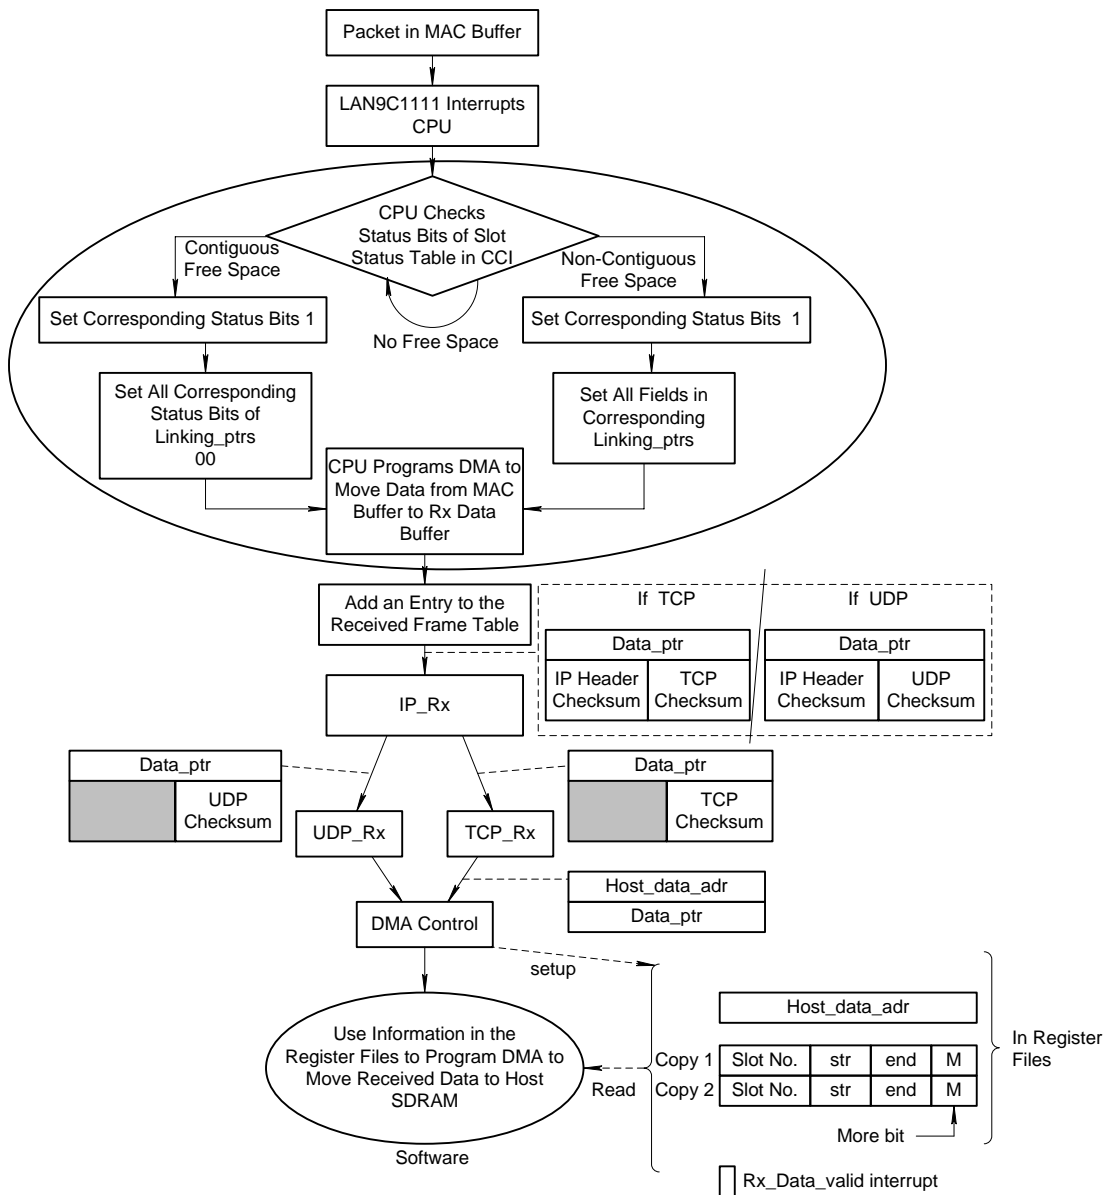 Packet in MAC Buffer
LAN9C1111 Interrupts
CPU
CPU Checks
Status Bits of Slot
Status Table in CCI
Contiguous
Free Space
Non-Contiguous
Free Space
No Free Space
Set Corresponding Status Bits 1
Set Corresponding Status Bits 1
Set All Corresponding
Status Bits of
Linking_ptrs
00
Set All Fields in
Corresponding
Linking_ptrs
CPU Programs DMA to
Move Data from MAC
Buffer to Rx Data
Buffer
Add an Entry to the
Received Frame Table
If TCP
If UDP
Data_ptr
IP Header
Checksum
TCP
Checksum
Data_ptr
IP Header
Checksum
UDP
Checksum
IP_Rx
Data_ptr
UDP
Checksum
Data_ptr
TCP
Checksum
UDP_Rx
TCP_Rx
Host_data_adr
Data_ptr
DMA Control
setup
Use Information in the
Register Files to Program DMA to
Move Received Data to Host
SDRAM
Software
Read
Host_data_adr
Copy 1 Slot No. str end M
Copy 2 Slot No. str end M
More bit
In Register
Files
Rx_Data_valid interrupt